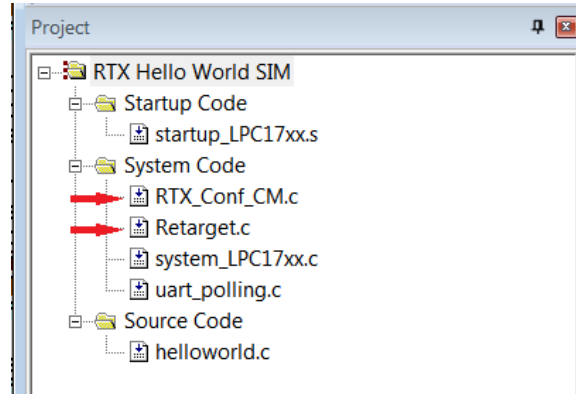 Project
RTX Hello World SIM
Startup Code
startup_LPC17xx.s
System Code
RTX_Conf_CM.c
Retarget.c
system_LPC17xx.c
uart_polling.c
Source Code
helloworld.c